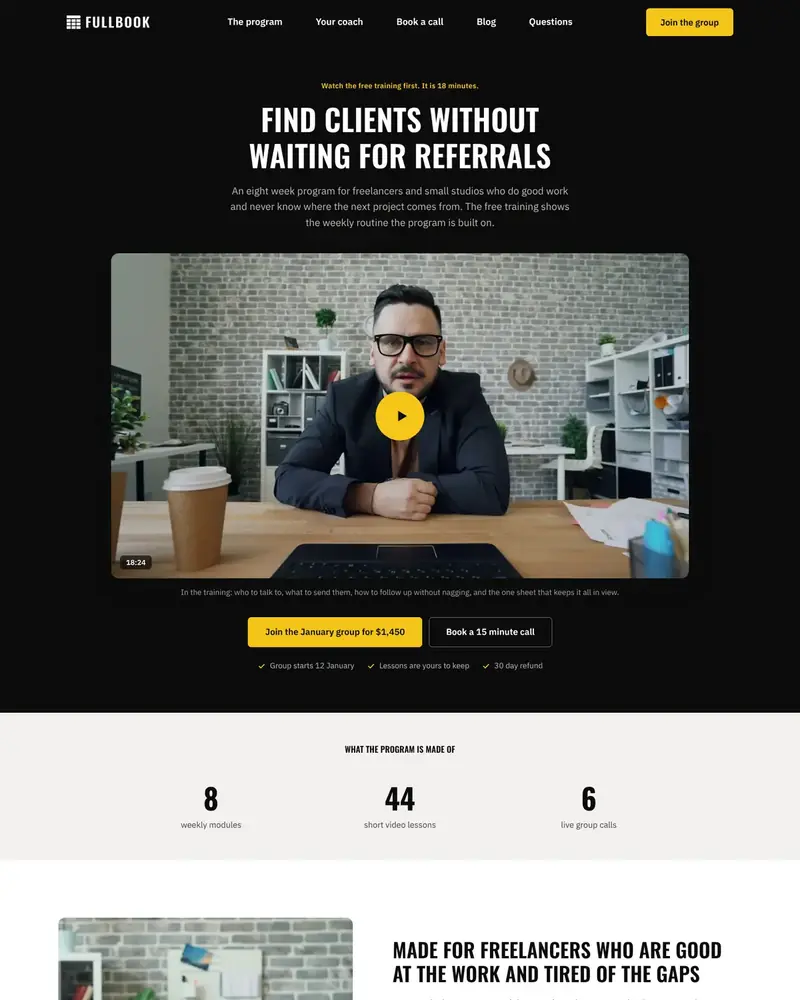 FULLBOOK
The program
Your coach
Book a call
Blog
Questions
Join the group
Watch the free training first. It is 18 minutes.
FIND CLIENTS WITHOUT
WAITING FOR REFERRALS
An eight week program for freelancers and small studios who do good work
and never know where the next project comes from. The free training shows
the weekly routine the program is built on.
18:24
In the training: who to talk to, what to send them, how to follow up without nagging, and the one sheet that keeps it all in view.
Join the January group for $1,450
Book a 15 minute call
Group starts 12 January
Lessons are yours to keep
30 day refund
WHAT THE PROGRAM IS MADE OF
8
44
6
weekly modules
short video lessons
live group calls
MADE FOR FREELANCERS WHO ARE GOOD
AT THE WORK AND TIRED OF THE GAPS